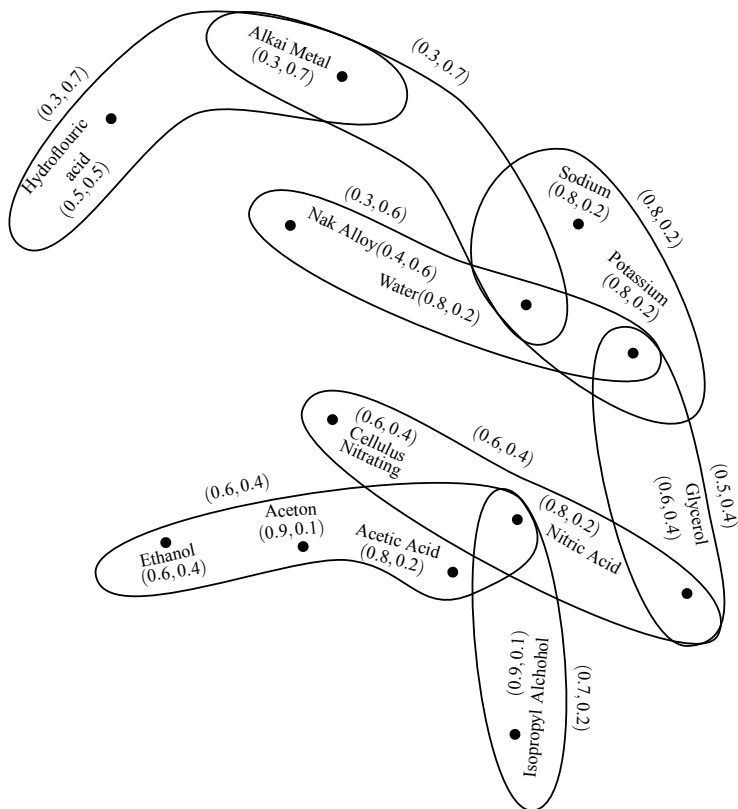 Alkai Metal
(0.3, 0.7)
(0.3, 0.7)
(0.3, 0.7)
Hydroflouric
acid
(0.5, 0.5)
Sodium
(0.8, 0.2)
(0.8, 0.2)
Potassium
(0.8, 0.2)
(0.3, 0.6)
Nak Alloy(0.4, 0.6)
Water(0.8, 0.2)
(0.6, 0.4)
Cellulus
Nitrating
(0.6, 0.4)
(0.5, 0.4)
Glycerol
(0.6, 0.4)
(0.6, 0.4)
Aceton
(0.9, 0.1)
Ethanol
(0.6, 0.4)
Acetic Acid
(0.8, 0.2)
(0.8, 0.2)
Nitric Acid
(0.9, 0.1)
Isopropyl Alchohol
(0.7, 0.2)